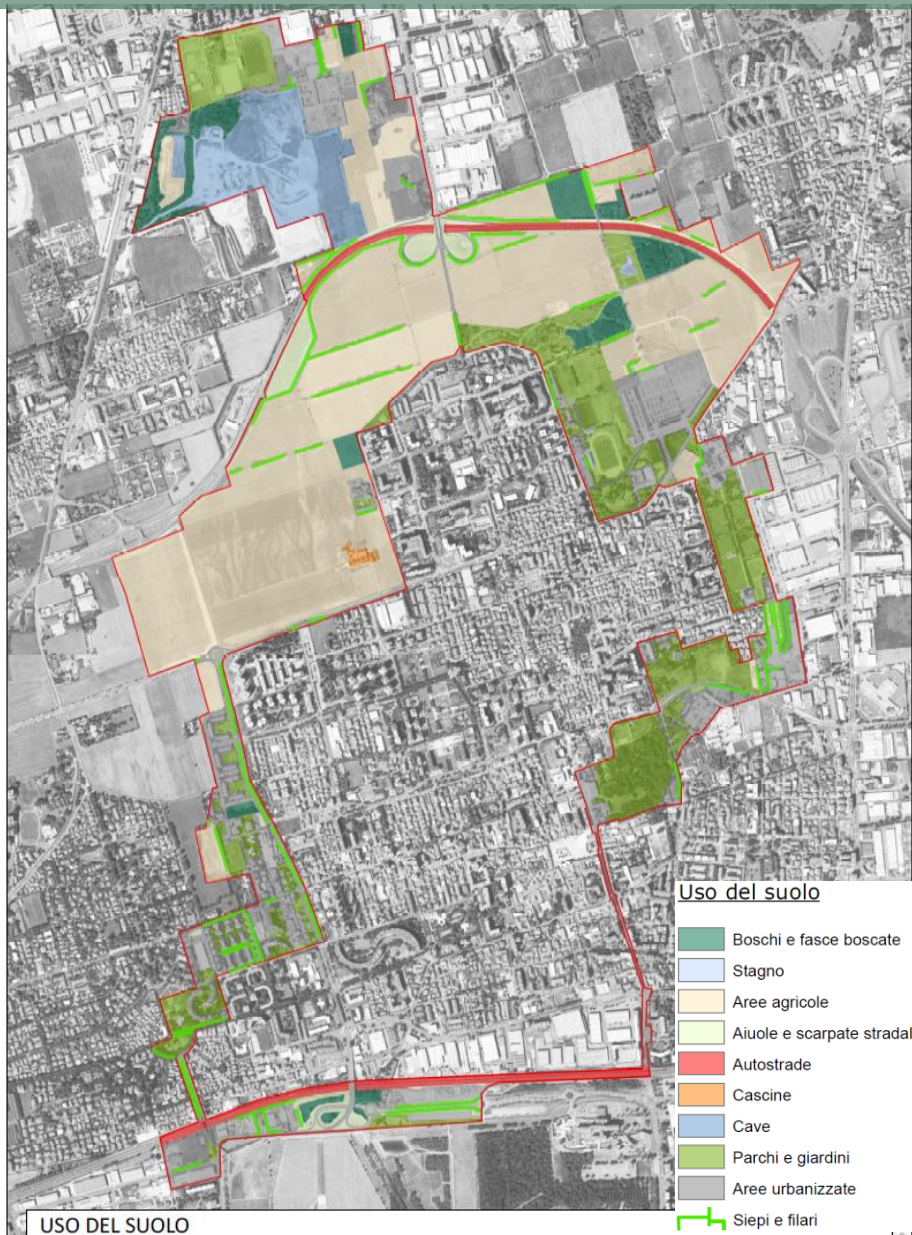 Uso del suolo
Boschi e fasce boscate
Stagno
Aree agricole
Aiuole e scarpate stradal
Autostrade
Cascine
Cave
Parchi e giardini
Aree urbanizzate
Siepi e filari
USO DEL SUOLO